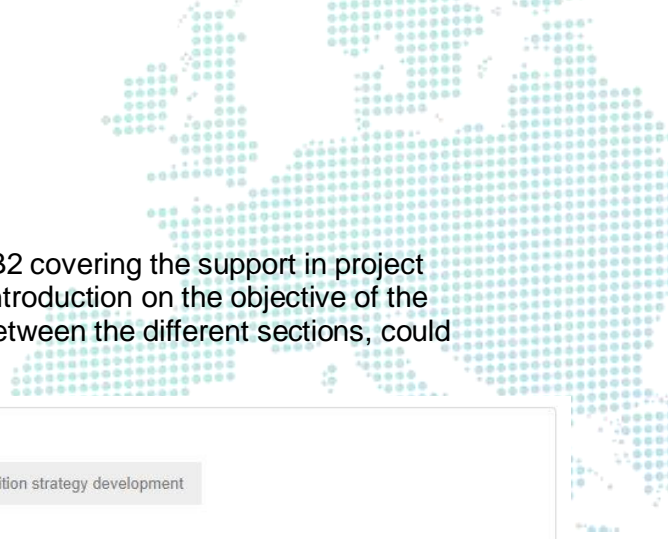 32 covering the support in project
ntroduction on the objective of the
etween the different sections, could
ition strategy development